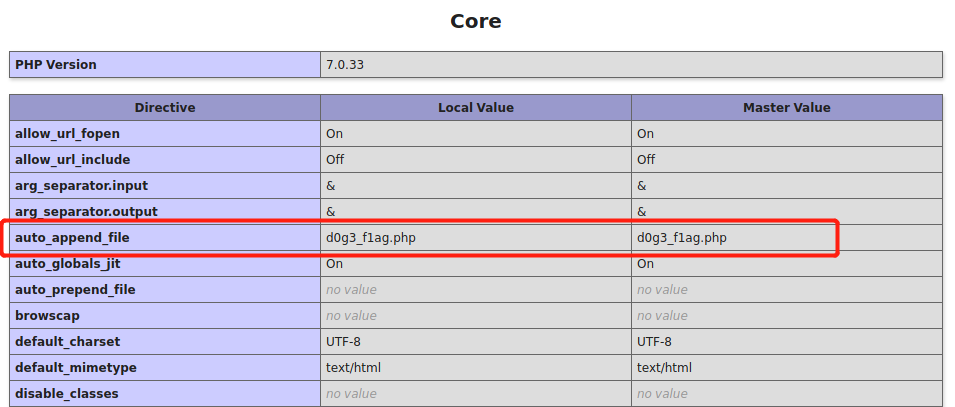 Core
PHP Version 7.0.33
Directive Local Value Master Value
allow_url_fopen On On
allow_url_include Off Off
arg_separator.input & &
arg_separator.output & &
auto_append_file d0g3_f1ag.php d0g3_f1ag.php
auto_globals_jit On On
auto_prepend_file no value no value
browscap no value no value
default_charset UTF-8 UTF-8
default_mimetype text/html text/html
disable_classes no value no value